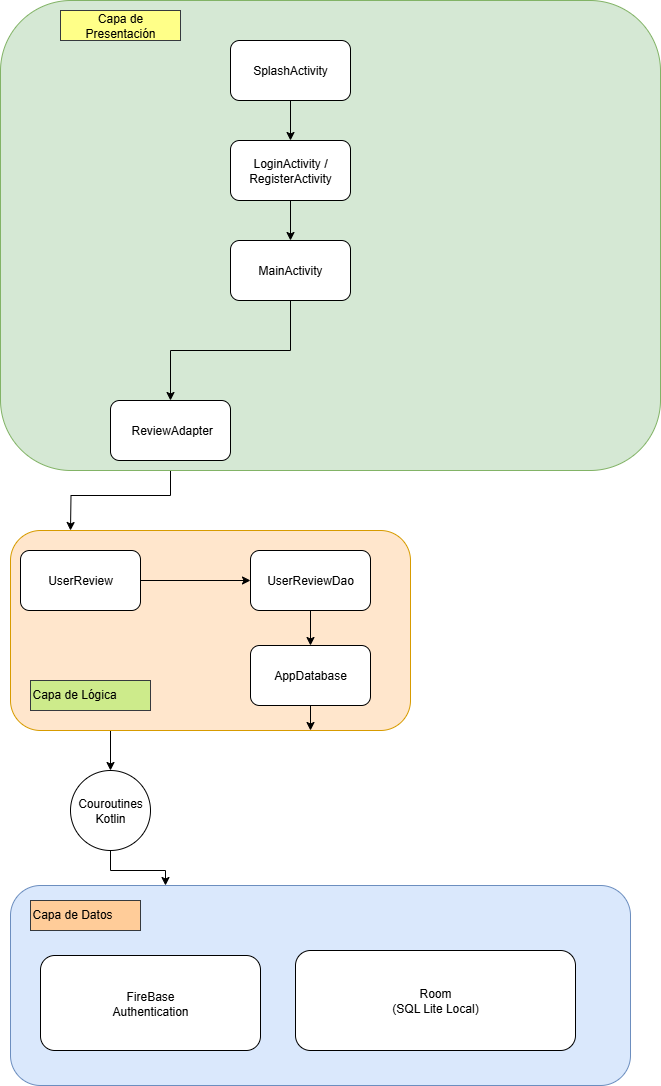 Capa de
Presentación
SplashActivity
LoginActivity /
RegisterActivity
MainActivity
ReviewAdapter
UserReview
UserReviewDao
AppDatabase
Capa de Lógica
Couroutines
Kotlin
Capa de Datos
FireBase
Authentication
Room
(SQL Lite Local)